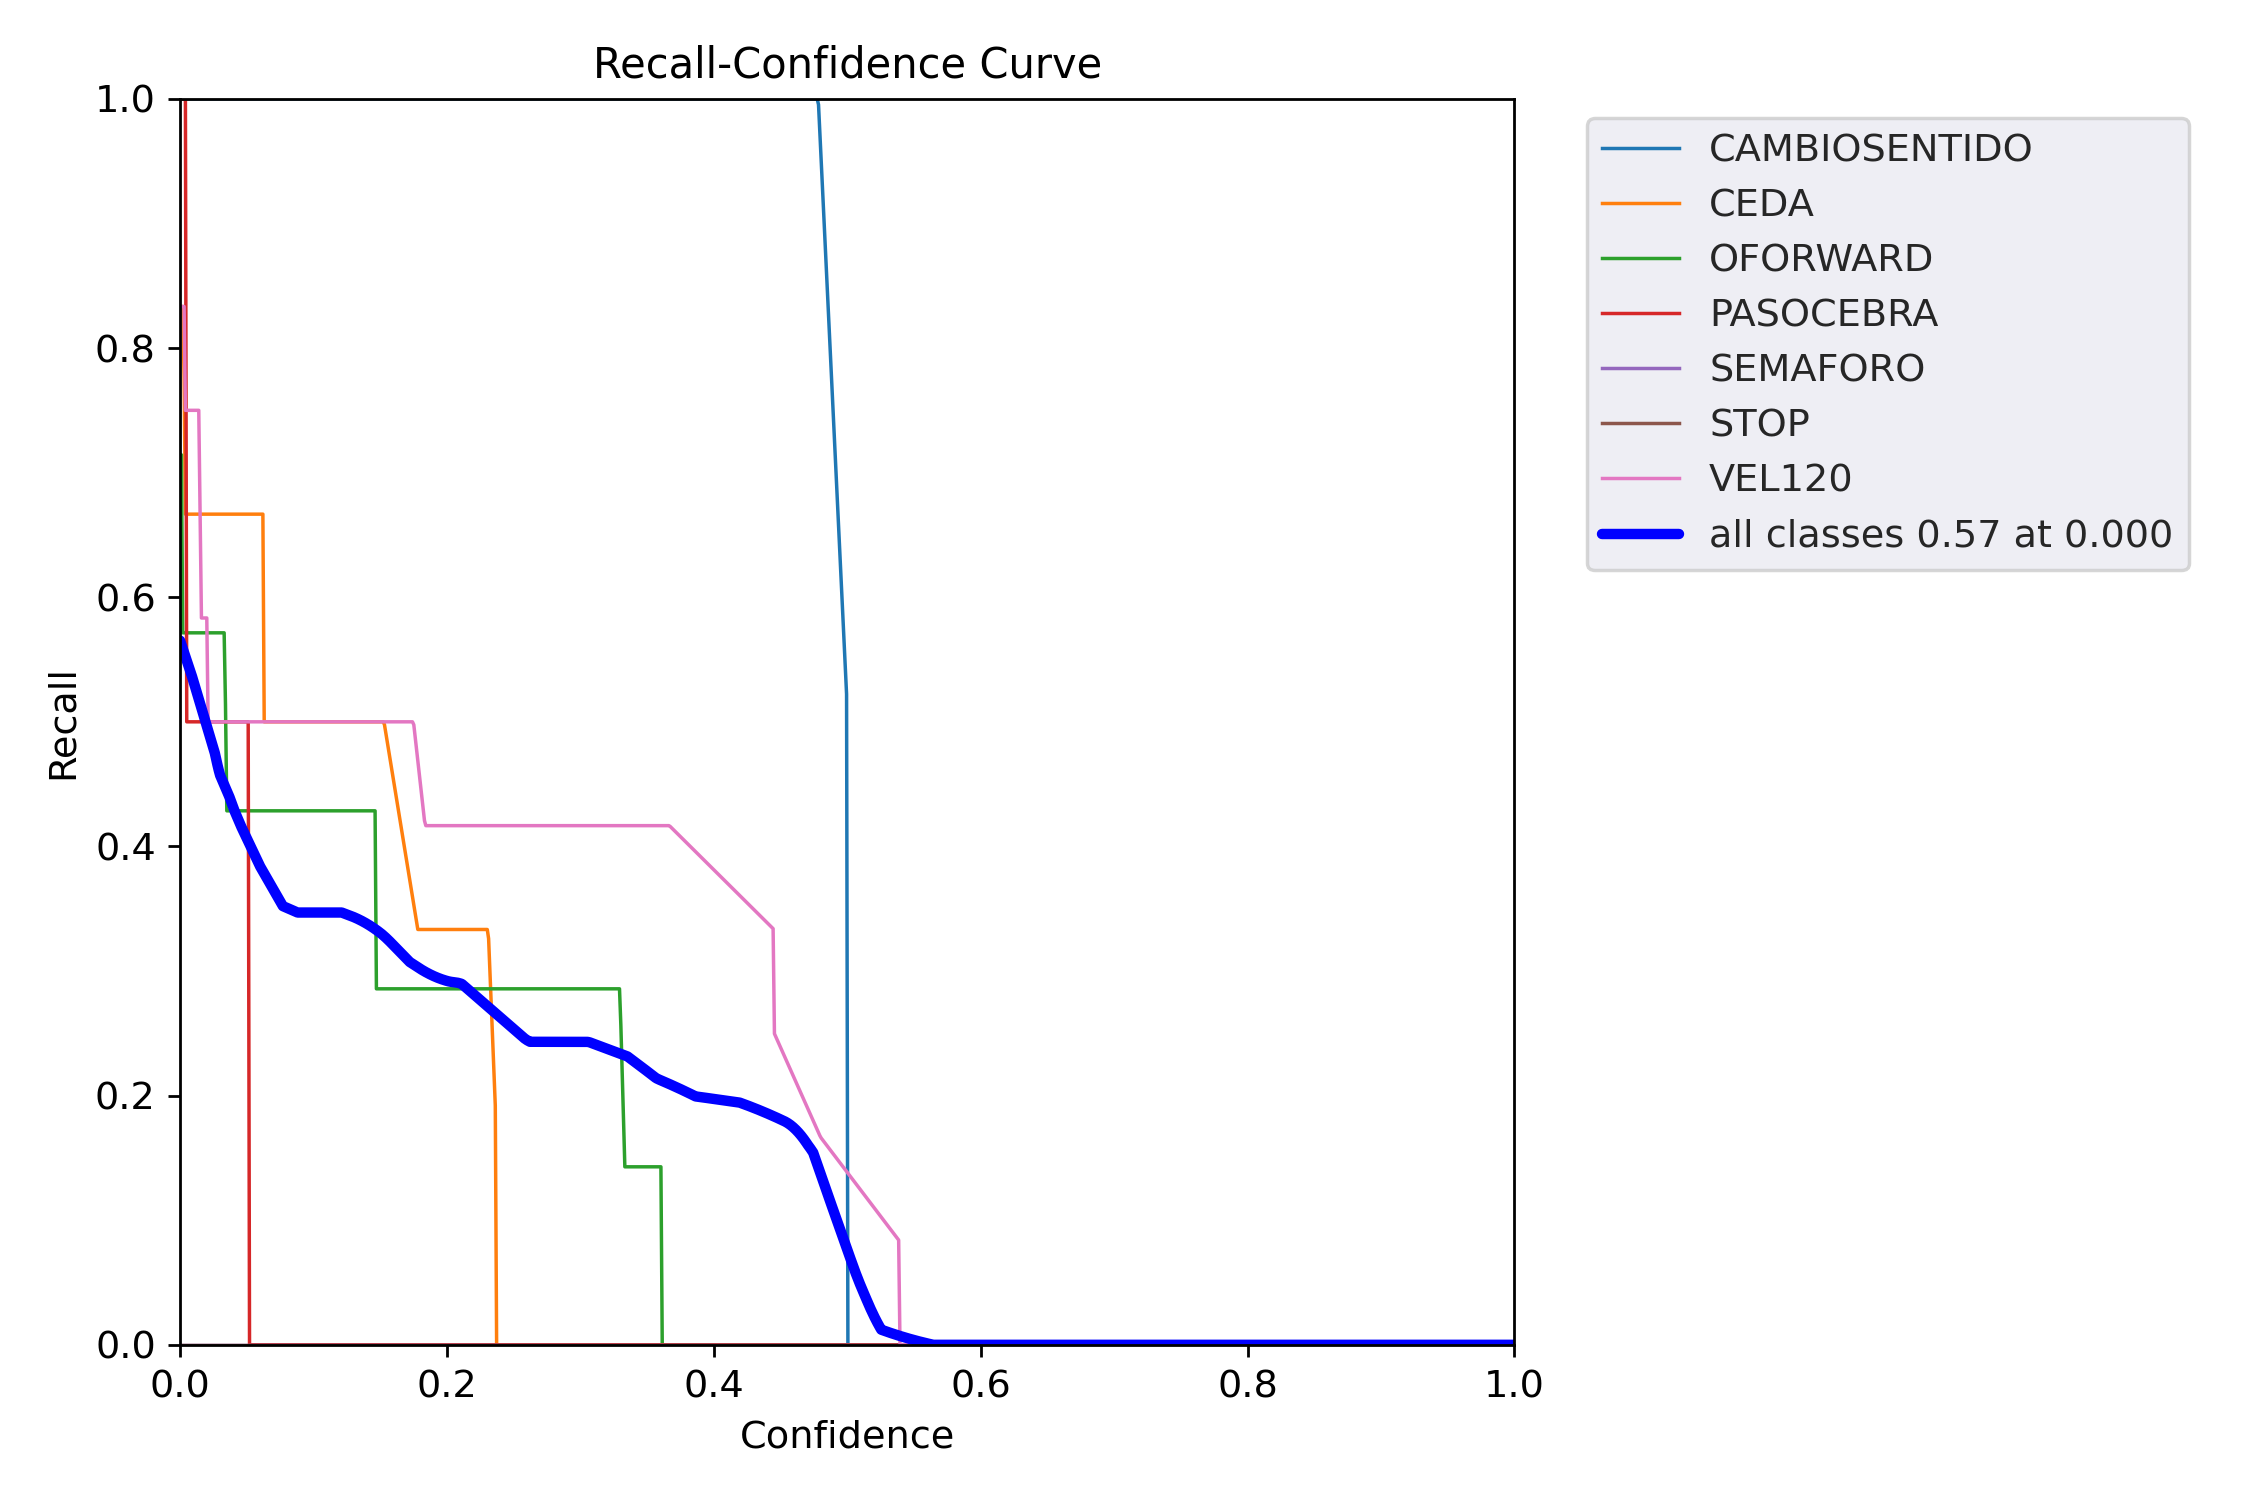 Recall-Confidence Curve
1.0
0.8
0.6
0.4
0.2
0.0
Recall
0.0 0.2 0.4 0.6 0.8 1.0
Confidence
CAMBIOSENTIDO
CEDA
OFORWARD
PASOCEBRA
SEMAFORO
STOP
VEL120
all classes 0.57 at 0.000